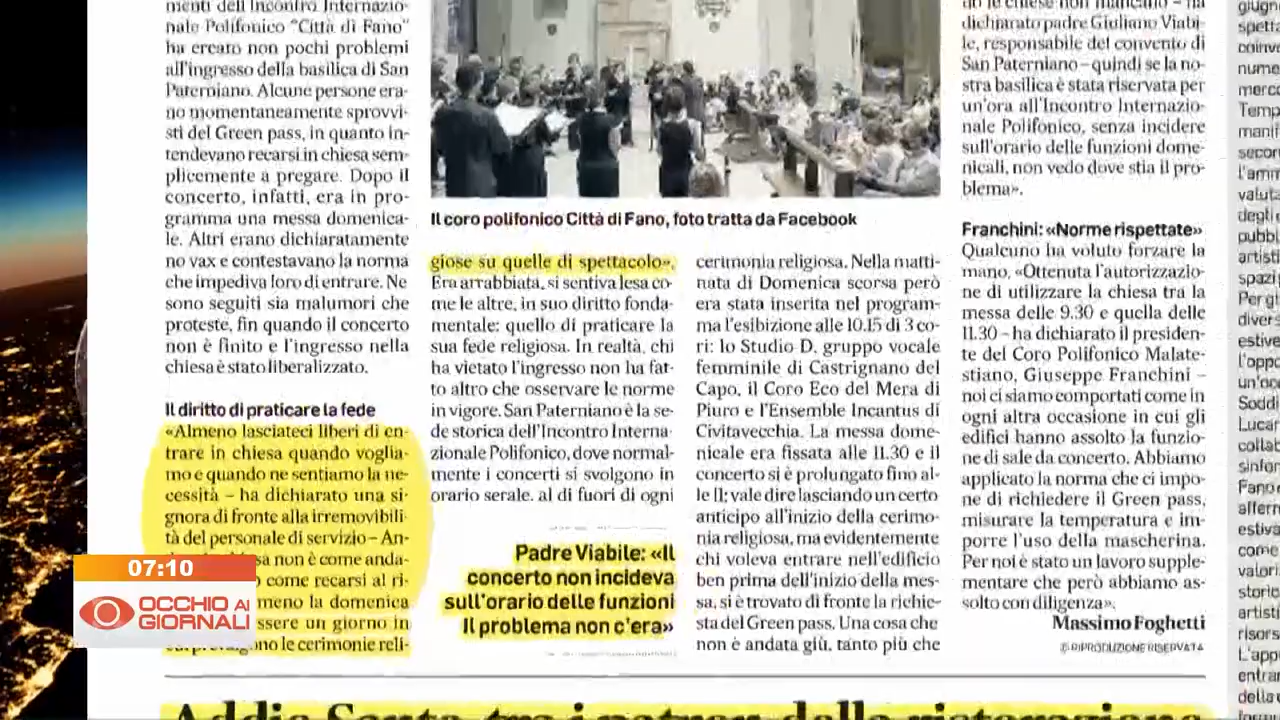 menti dell'Incontro Internazio-
nale Polifonico "Città di Fano"
ha creato non pochi problemi
all'ingresso della basilica di San
Paterniano. Alcune persone era-
no momentaneamente sprovvi-
sti del Green pass, in quanto in-
tendevano recarsi in chiesa sem-
plicemente a pregare. Dopo il
concerto, infatti, era in pro-
gramma una messa domenica-
le. Altri erano dichiaratamente
no vax e contestavano la norma
che impediva loro di entrare. Ne
sono seguiti sia malumori che
proteste, fin quando il concerto
non è finito e l'ingresso nella
chiesa è stato liberalizzato.
Il diritto di praticare la fede
«Almeno lasciateci liberi di en-
trare in chiesa quando voglia-
mo e quando ne sentiamo la ne-
cessità – ha dichiarato una si-
gnora di fronte alla irremovibili-
tà del personale di servizio – An-
non è come anda-
come recarsi al ri-
meno la domenica
ssere un giorno in
no le cerimonie reli-
Il coro polifonico Città di Fano, foto tratta da Facebook
giose su quelle di spettacolo».
Era arrabbiata, si sentiva lesa co-
me le altre, in suo diritto fonda-
mentale: quello di praticare la
sua fede religiosa. In realtà, chi
ha vietato l'ingresso non ha fat-
to altro che osservare le norme
in vigore. San Paterniano è la se-
de storica dell'Incontro Interna-
zionale Polifonico, dove normal-
mente i concerti si svolgono in
orario serale, al di fuori di ogni
Padre Viabile: «Il
concerto non incideva
sull'orario delle funzioni
Il problema non c'era»
cerimonia religiosa. Nella matti-
nata di Domenica scorsa però
era stata inserita nel program-
ma l'esibizione alle 10.15 di 3 co-
ri: lo Studio D, gruppo vocale
femminile di Castrignano del
Capo, il Coro Eco del Mera di
Piuro e l'Ensemble Incantus di
Civitavecchia. La messa dome-
nicale era fissata alle 11.30 e il
concerto si è prolungato fino al-
le 11; vale dire lasciando un certo
anticipo all'inizio della cerimo-
nia religiosa, ma evidentemente
chi voleva entrare nell'edificio
ben prima dell'inizio della mes-
sa, si è trovato di fronte la richie-
sta del Green pass. Una cosa che
non è andata giù, tanto più che
do le chiese non mancino – ha
dichiarato padre Giuliano Viabi-
le, responsabile del convento di
San Paterniano – quindi se la no-
stra basilica è stata riservata per
un'ora all'Incontro Internazio-
nale Polifonico, senza incidere
sull'orario delle funzioni dome-
nicali, non vedo dove stia il pro-
blema».
Franchini: «Norme rispettate»
Qualcuno ha voluto forzare la
mano, «Ottenuta l'autorizzazio-
ne di utilizzare la chiesa tra la
messa delle 9.30 e quella delle
11.30 – ha dichiarato il presiden-
te del Coro Polifonico Malate-
stiano, Giuseppe Franchini –
noi ci siamo comportati come in
ogni altra occasione in cui gli
edifici hanno assolto la funzio-
ne di sale da concerto. Abbiamo
applicato la norma che ci impo-
ne di richiedere il Green pass,
misurare la temperatura e im-
porre l'uso della mascherina.
Per noi è stato un lavoro supple-
mentare che però abbiamo as-
solto con diligenza».
Massimo Foghetti
© RIPRODUZIONE RISERVATA
07:10
OCCHIO AI
GIORNALI